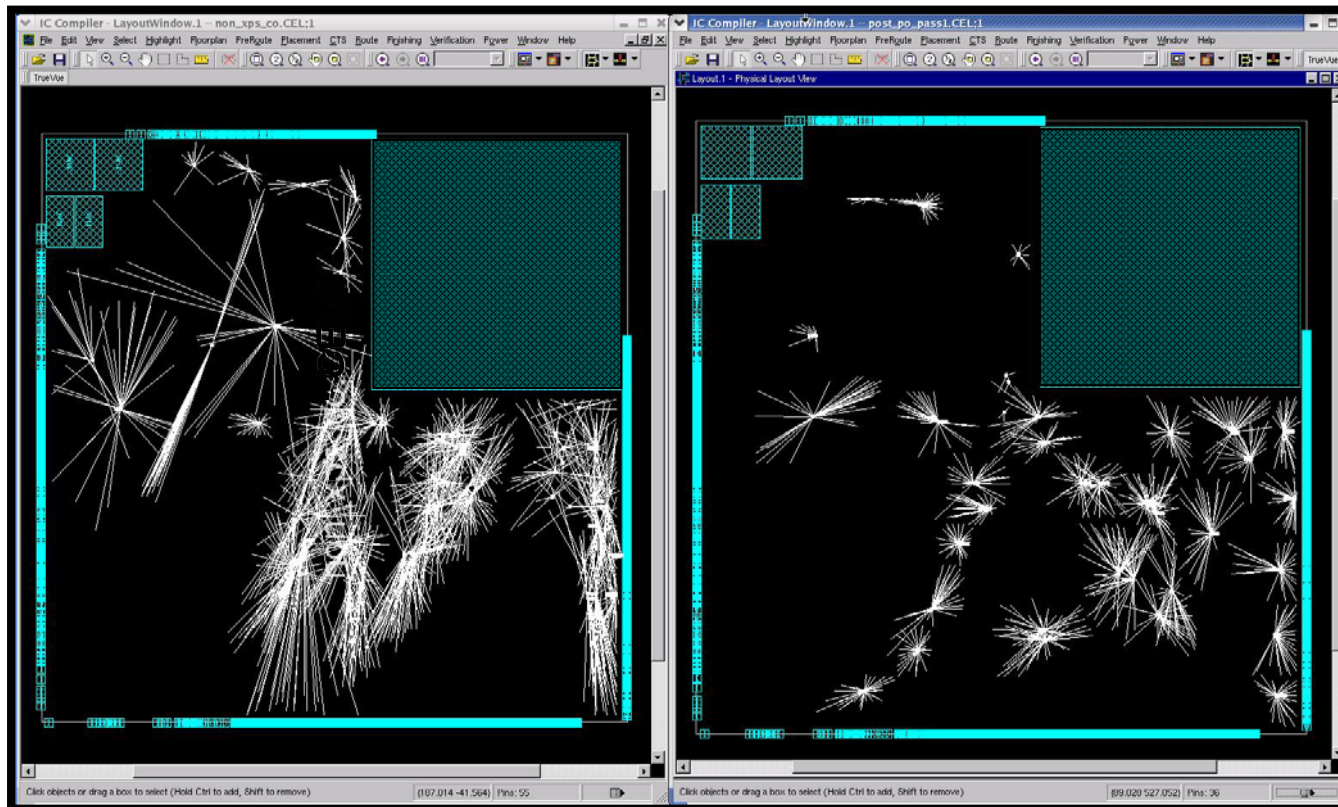 IC Compiler - LayoutWindow.1 -- non_xps_co.CEL;1
File Edit View Select Highlight Floorplan PreRoute Placement CTS Route Finishing Verification Power Window Help
TrueVue
Click objects or drag a box to select (Hold Ctrl to add, Shift to remove)
(107.014 -41.564) Pins: 55
IC Compiler - LayoutWindow.1 -- post_po_pass1.CEL;1
File Edit View Select Highlight Floorplan PreRoute Placement CTS Route Finishing Verification Power Window Help
TrueVue
Layout.1 - Physical Layout View
Click objects or drag a box to select (Hold Ctrl to add, Shift to remove)
(89.028 527.052) Pins: 36